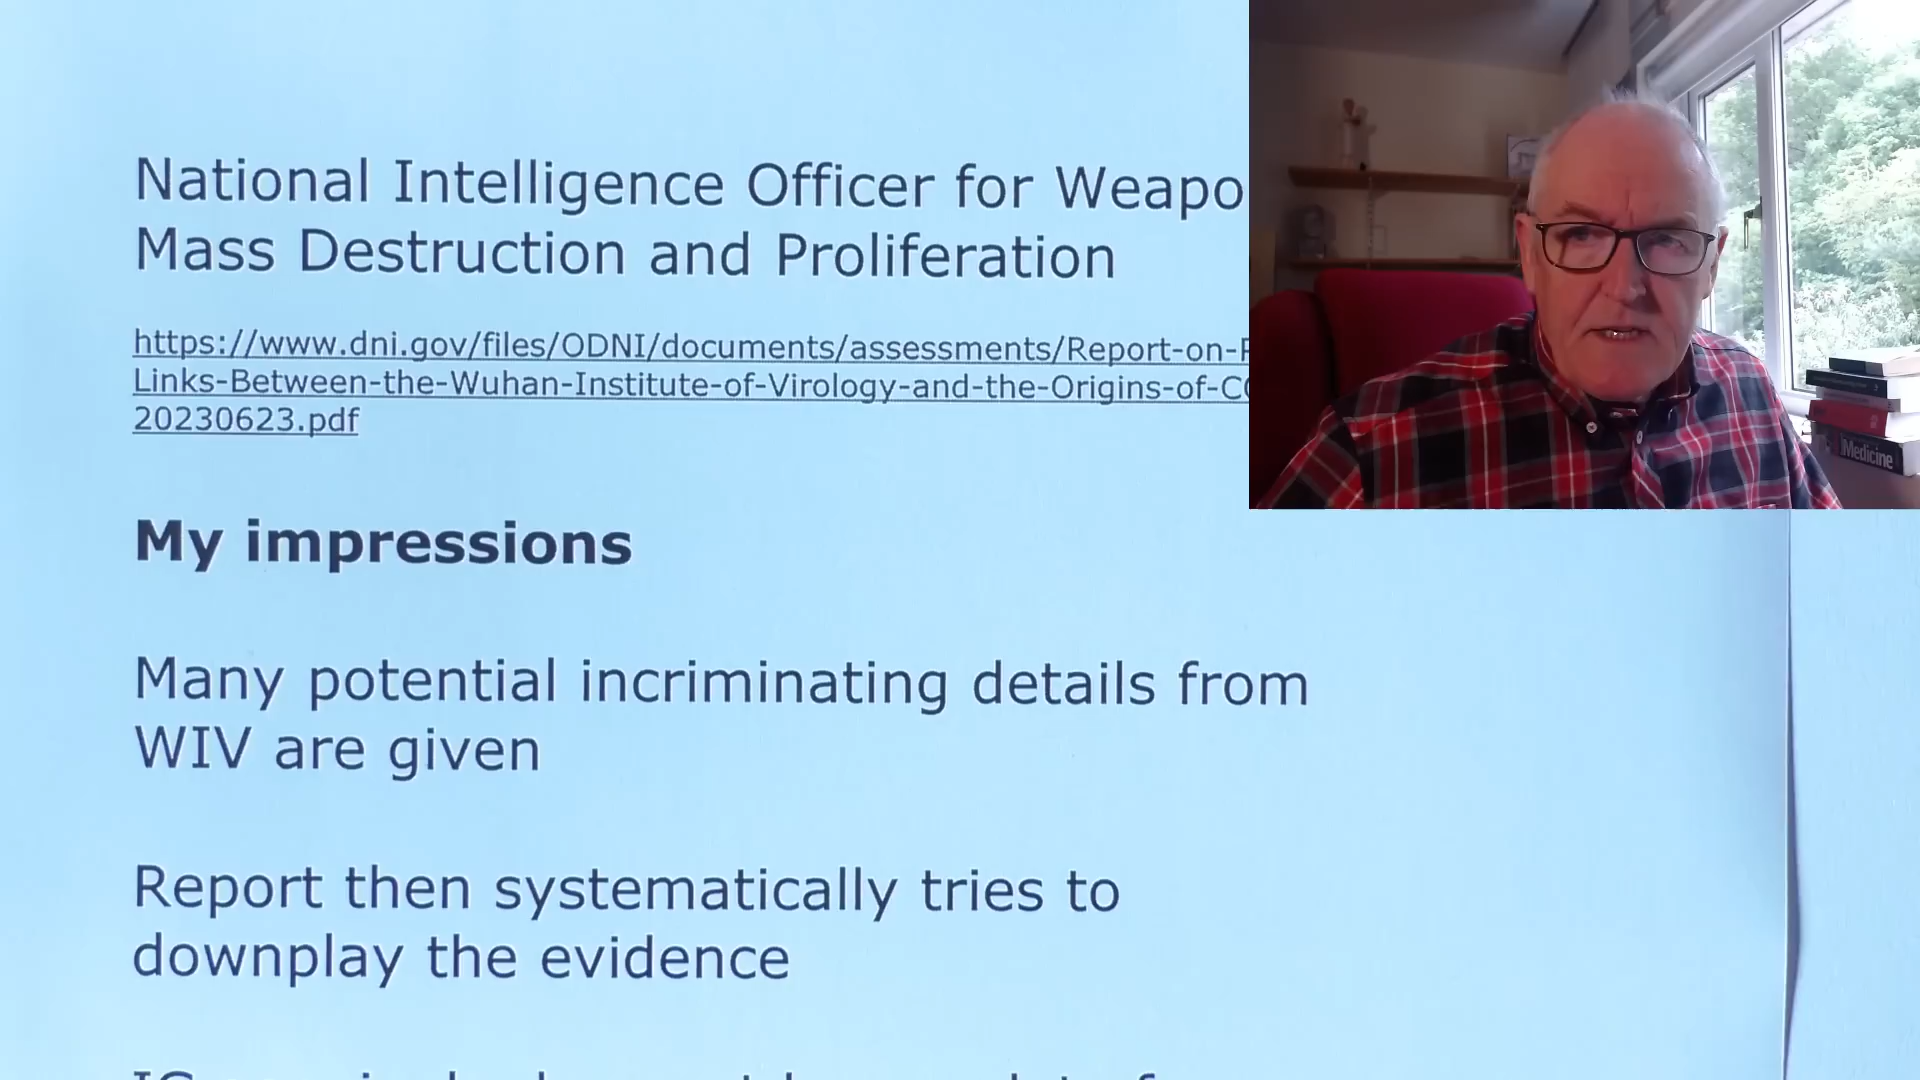 National Intelligence Officer for Weapo
Mass Destruction and Proliferation
https://www.dni.gov/files/ODNI/documents/assessments/Report-on-
Links-Between-the-Wuhan-Institute-of-Virology-and-the-Origins-of-C
20230623.pdf
My impressions
Many potential incriminating details from
WIV are given
Report then systematically tries to
downplay the evidence
Medicine